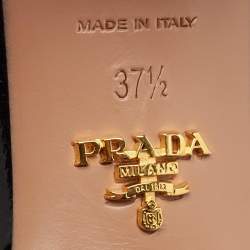 MADE IN ITALY
37½
PRADA
MILANO
DAL 1913